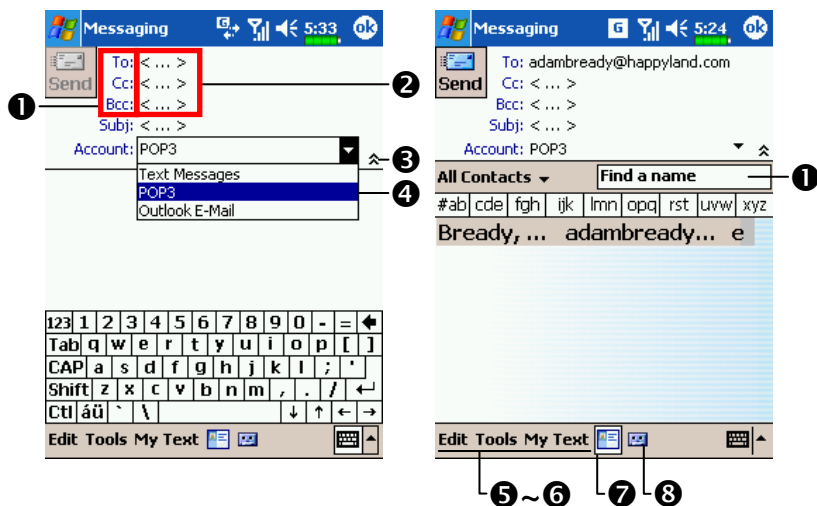 Messaging 5:33 ok
Send
To: < ... >
Cc: < ... >
Bcc: < ... >
Subj: < ... >
Account: POP3
Text Messages
POP3
Outlook E-Mail
❶
❷
❸
❹
123 1 2 3 4 5 6 7 8 9 0 - =
Tab q w e r t y u i o p [ ]
CAP a s d f g h j k l ; '
Shift z x c v b n m , . /
Ctl áü ` \
Edit Tools My Text
Messaging G 5:24 ok
Send
To: adambready@happyland.com
Cc: < ... >
Bcc: < ... >
Subj: < ... >
Account: POP3
All Contacts Find a name
❶
#ab cde fgh ijk lmn opq rst uvw xyz
Bready, ... adambready... e
Edit Tools My Text
❺~❻ ❼ ❽